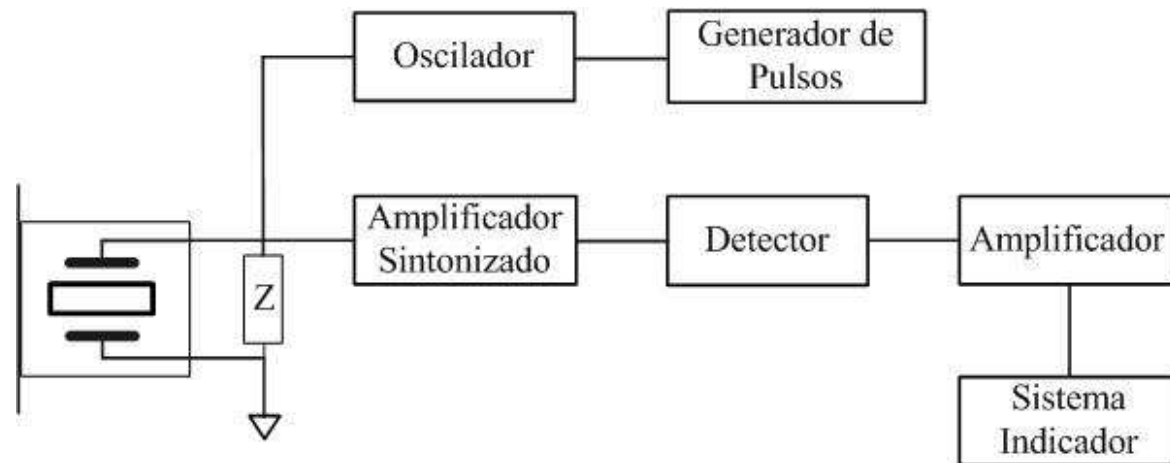 Oscilador
Generador de
Pulsos
Amplificador
Sintonizado
Detector
Amplificador
Z
Sistema
Indicador